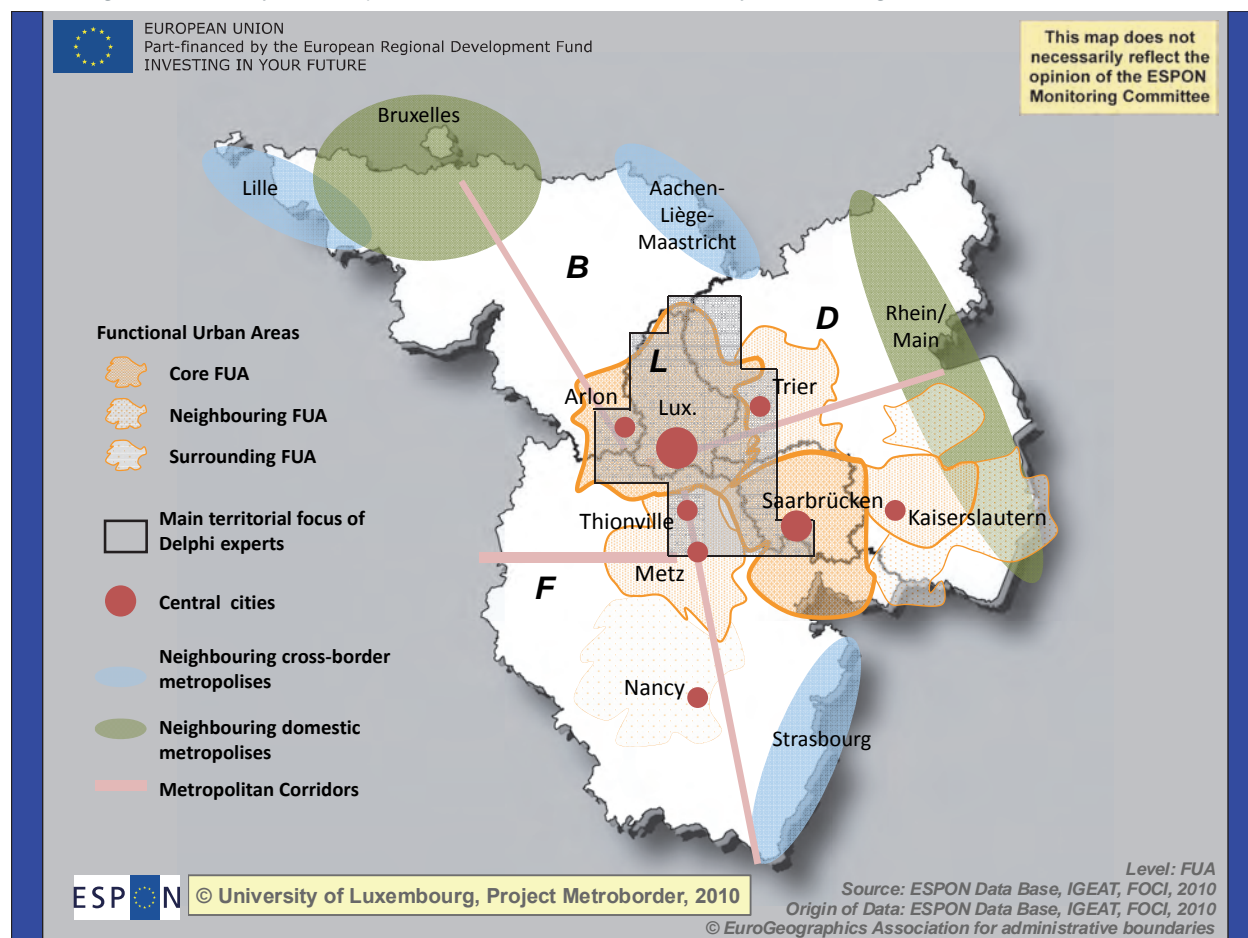 EUROPEAN UNION
Part-financed by the European Regional Development Fund
INVESTING IN YOUR FUTURE
This map does not
necessarily reflect the
opinion of the ESPON
Monitoring Committee
Bruxelles
Lille
Aachen-
Liège-
Maastricht
B
D
Rhein/
Main
L
Arlon
Lux.
Trier
Thionville
Saarbrücken
Kaiserslautern
Metz
F
Nancy
Strasbourg
Functional Urban Areas
Core FUA
Neighbouring FUA
Surrounding FUA
Main territorial focus of
Delphi experts
Central cities
Neighbouring cross-border
metropolises
Neighbouring domestic
metropolises
Metropolitan Corridors
ESPON
© University of Luxembourg, Project Metroborder, 2010
Level: FUA
Source: ESPON Data Base, IGEAT, FOCI, 2010
Origin of Data: ESPON Data Base, IGEAT, FOCI, 2010
© EuroGeographics Association for administrative boundaries